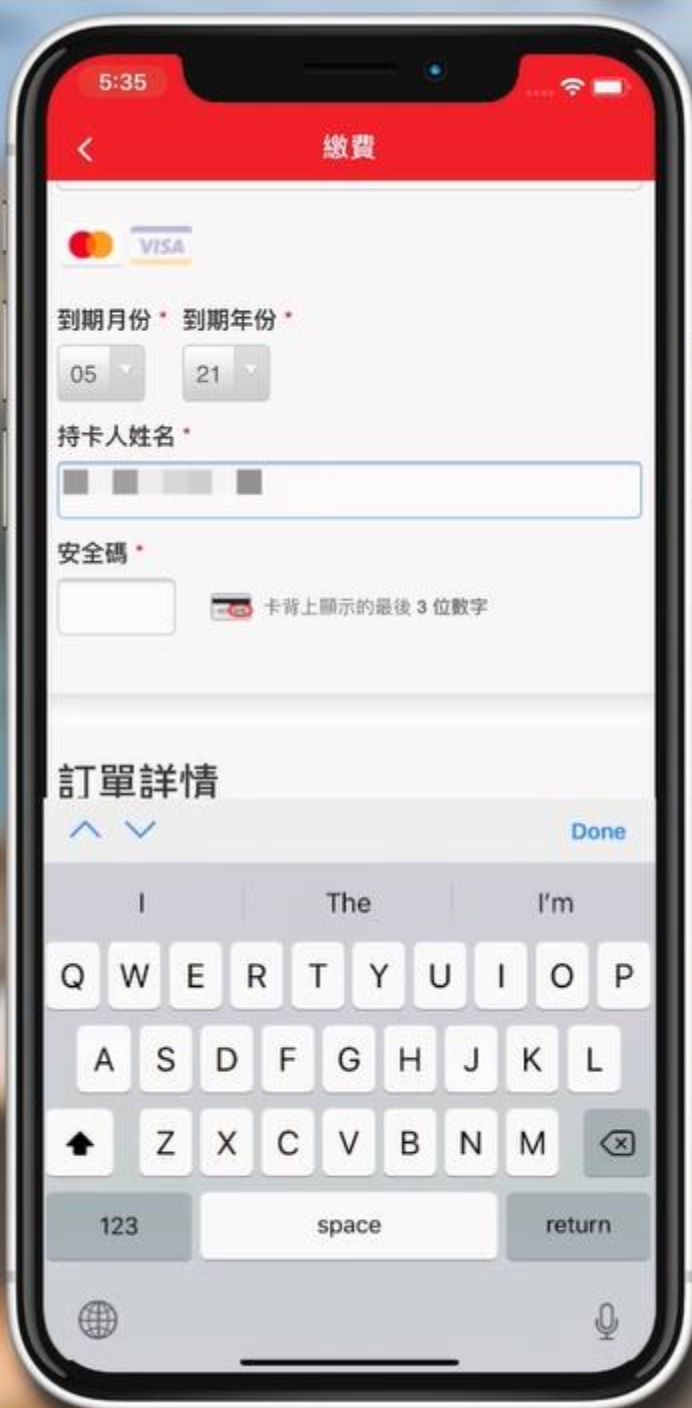 5:35
繳費
VISA
到期月份 * 到期年份 *
05 21
持卡人姓名 *
安全碼 *
卡背上顯示的最後 3 位數字
訂單詳情
Done
I The I'm
Q W E R T Y U I O P
A S D F G H J K L
Z X C V B N M
123 space return